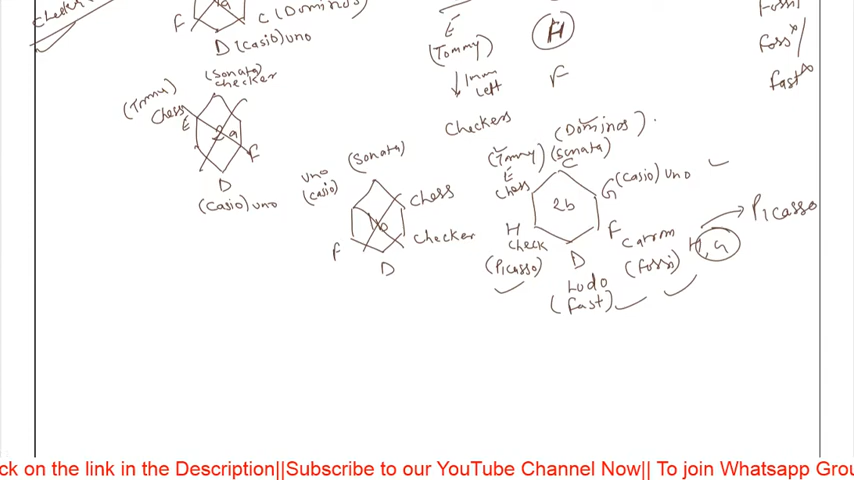 Checker
F
C (Dominos)
D (Casio) uno
E
(Tommy)
↓ Imm
Left
Checkers
H
F
Fossil
Foss
fast
(Sonata)
checker
(Tommy)
Chess
E
2a
F
D
(Casio) uno
(Sonata)
uno
(Casio)
Chess
Checker
1b
F
D
(Dominos)
(Tommy) (Sonata)
E
C
Chess
G (Casio) uno
2b
H
check
(Picasso)
F
Carrom
(Fossil)
D
Ludo
(fast)
H, G
Picasso
ck on the link in the Description||Subscribe to our YouTube Channel Now|| To join Whatsapp Grou